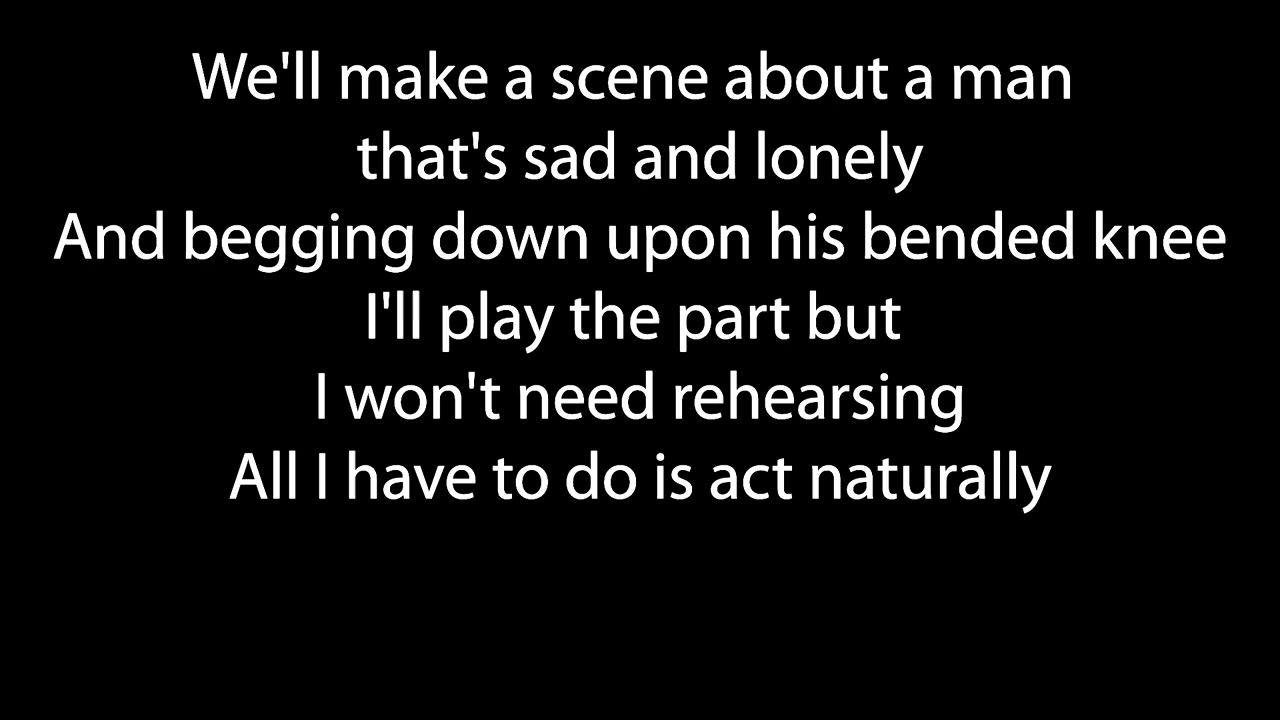 We'll make a scene about a man
that's sad and lonely
And begging down upon his bended knee
I'll play the part but
I won't need rehearsing
All I have to do is act naturally